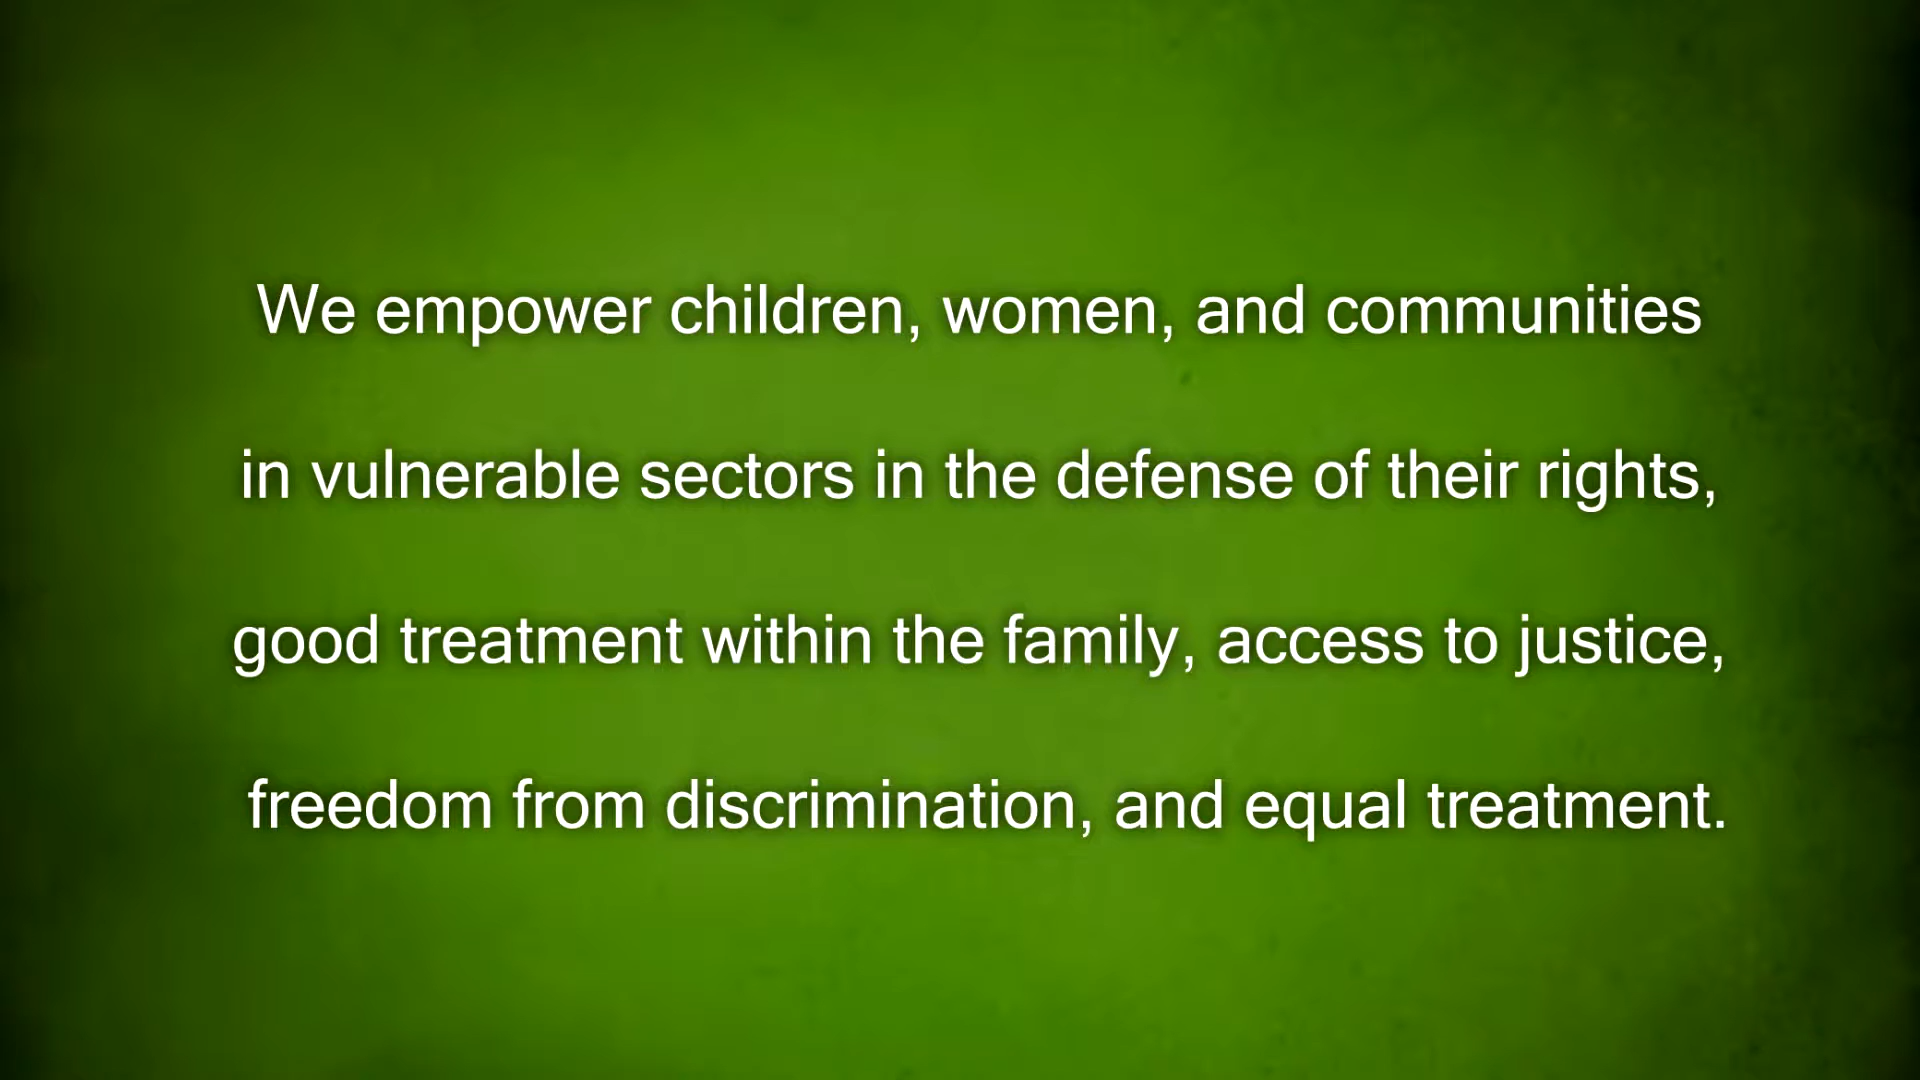 We empower children, women, and communities
in vulnerable sectors in the defense of their rights,
good treatment within the family, access to justice,
freedom from discrimination, and equal treatment.